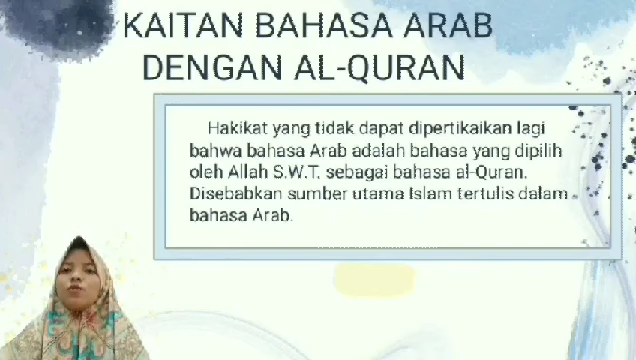 KAITAN BAHASA ARAB
DENGAN AL-QURAN
Hakikat yang tidak dapat dipertikaikan lagi
bahwa bahasa Arab adalah bahasa yang dipilih
oleh Allah S.W.T. sebagai bahasa al-Quran.
Disebabkan sumber utama Islam tertulis dalam
bahasa Arab.